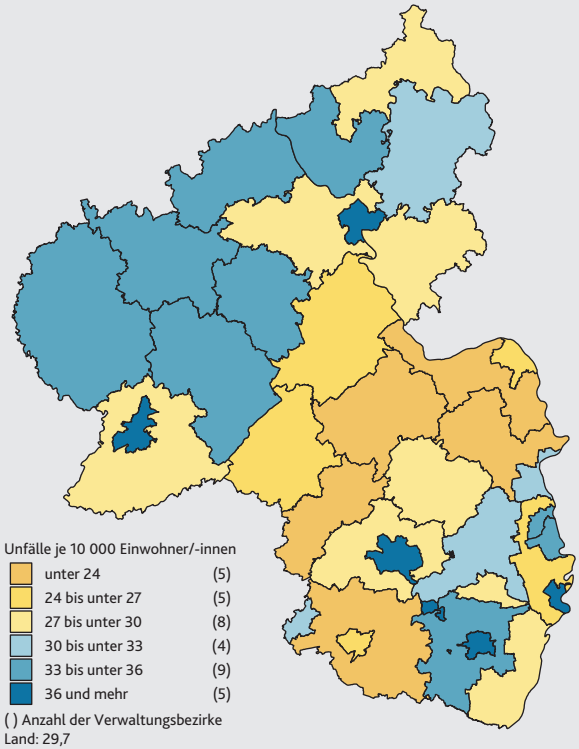 Unfälle je 10 000 Einwohner/-innen
unter 24 (5)
24 bis unter 27 (5)
27 bis unter 30 (8)
30 bis unter 33 (4)
33 bis unter 36 (9)
36 und mehr (5)
( ) Anzahl der Verwaltungsbezirke
Land: 29,7